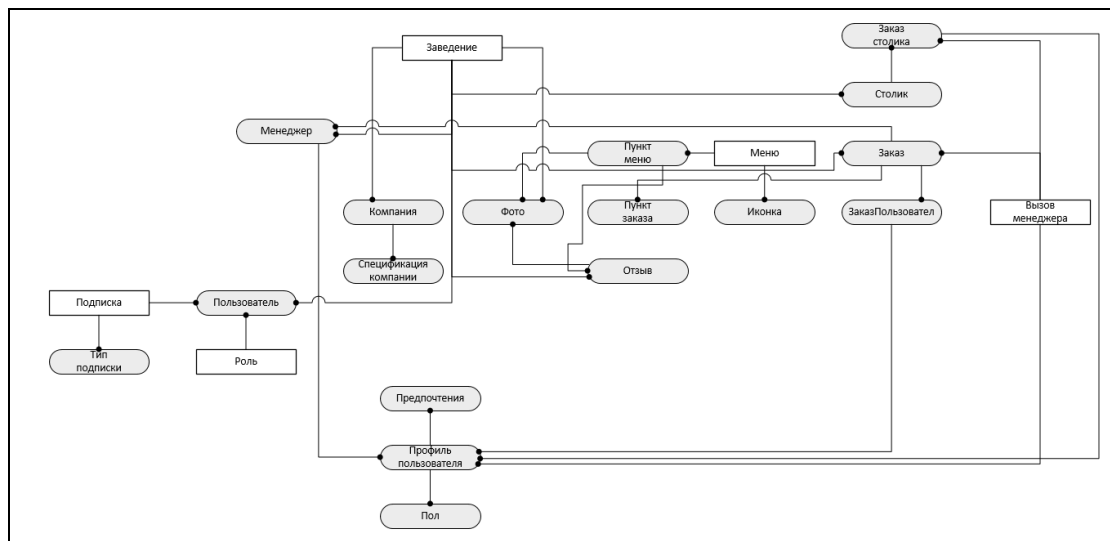 Заведение
Заказ
столика
Столик
Менеджер
Пункт
меню
Меню
Заказ
Компания
Фото
Пункт
заказа
Иконка
ЗаказПользовател
Вызов
менеджера
Спецификация
компании
Отзыв
Подписка
Пользователь
Тип
подписки
Роль
Предпочтения
Профиль
пользователя
Пол